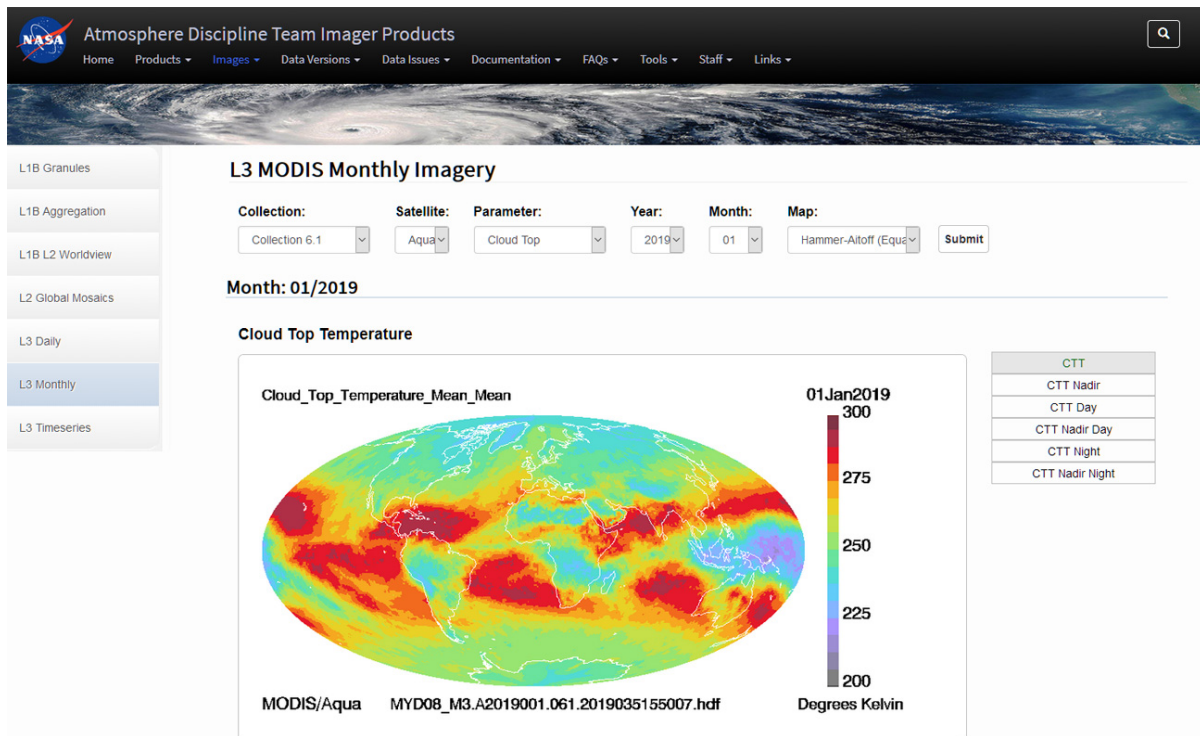 NASA
Atmosphere Discipline Team Imager Products
Home Products Images Data Versions Data Issues Documentation FAQs Tools Staff Links
L1B Granules
L1B Aggregation
L1B L2 Worldview
L2 Global Mosaics
L3 Daily
L3 Monthly
L3 Timeseries
L3 MODIS Monthly Imagery
Collection: Satellite: Parameter: Year: Month: Map:
Collection 6.1 Aqua Cloud Top 2019 01 Hammer-Aitoff (Equa Submit
Month: 01/2019
Cloud Top Temperature
Cloud_Top_Temperature_Mean_Mean 01Jan2019
300
275
250
225
200
MODIS/Aqua MYD08_M3.A2019001.061.2019035155007.hdf Degrees Kelvin
CTT
CTT Nadir
CTT Day
CTT Nadir Day
CTT Night
CTT Nadir Night